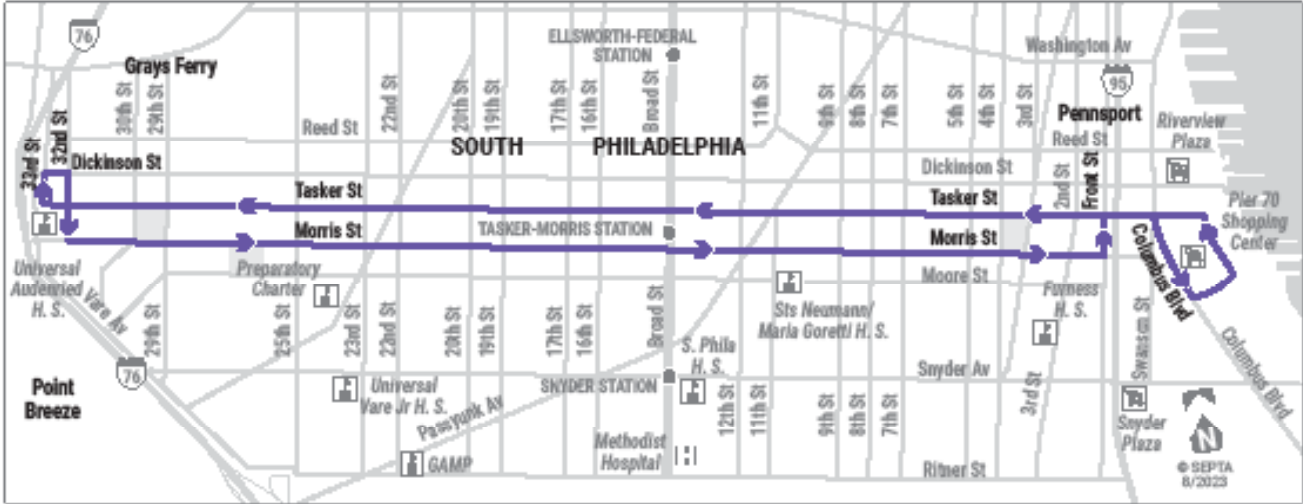 76
Grays Ferry
33rd St
32nd St
30th St
29th St
Reed St
22nd St
20th St
19th St
17th St
16th St
ELLSWORTH-FEDERAL
STATION
Broad St
11th St
9th St
8th St
7th St
5th St
4th St
3rd St
Washington Av
95
Pennsport
Reed St
Riverview
Plaza
Dickinson St
SOUTH PHILADELPHIA
Dickinson St
2nd St
Front St
Tasker St
Tasker St
Pier 70
Shopping
Center
Morris St
TASKER-MORRIS STATION
Morris St
Columbus Blvd
Universal
Audenried
H. S.
Vare Av
Preparatory
Charter
Moore St
Sts Neumann/
Maria Goretti H. S.
Furness
H. S.
29th St
25th St
23rd St
22nd St
20th St
19th St
17th St
16th St
Broad St
S. Phila
H. S.
Swanson St
Columbus Blvd
76
Point
Breeze
Universal
Vare Jr H. S.
SNYDER STATION
Snyder Av
Passyunk Av
12th St
11th St
9th St
8th St
7th St
3rd St
Snyder
Plaza
N
GAMP
Methodist
Hospital
H
Ritner St
© SEPTA
8/2023